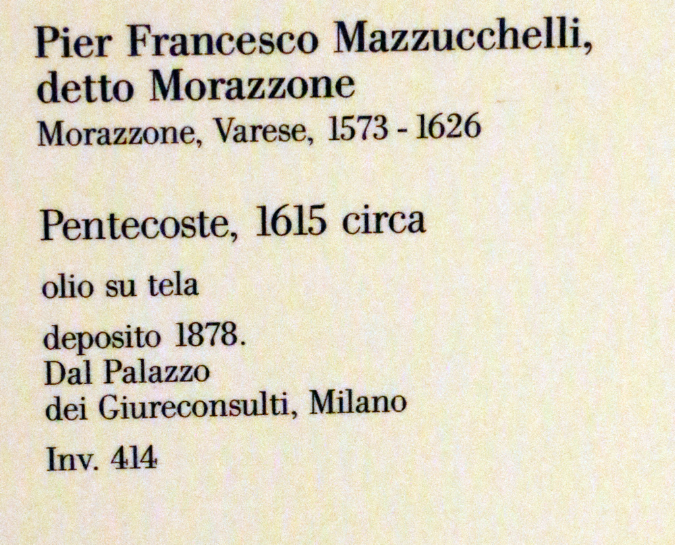 Pier Francesco Mazzucchelli,
detto Morazzone
Morazzone, Varese, 1573 - 1626
Pentecoste, 1615 circa
olio su tela
deposito 1878.
Dal Palazzo
dei Giureconsulti, Milano
Inv. 414